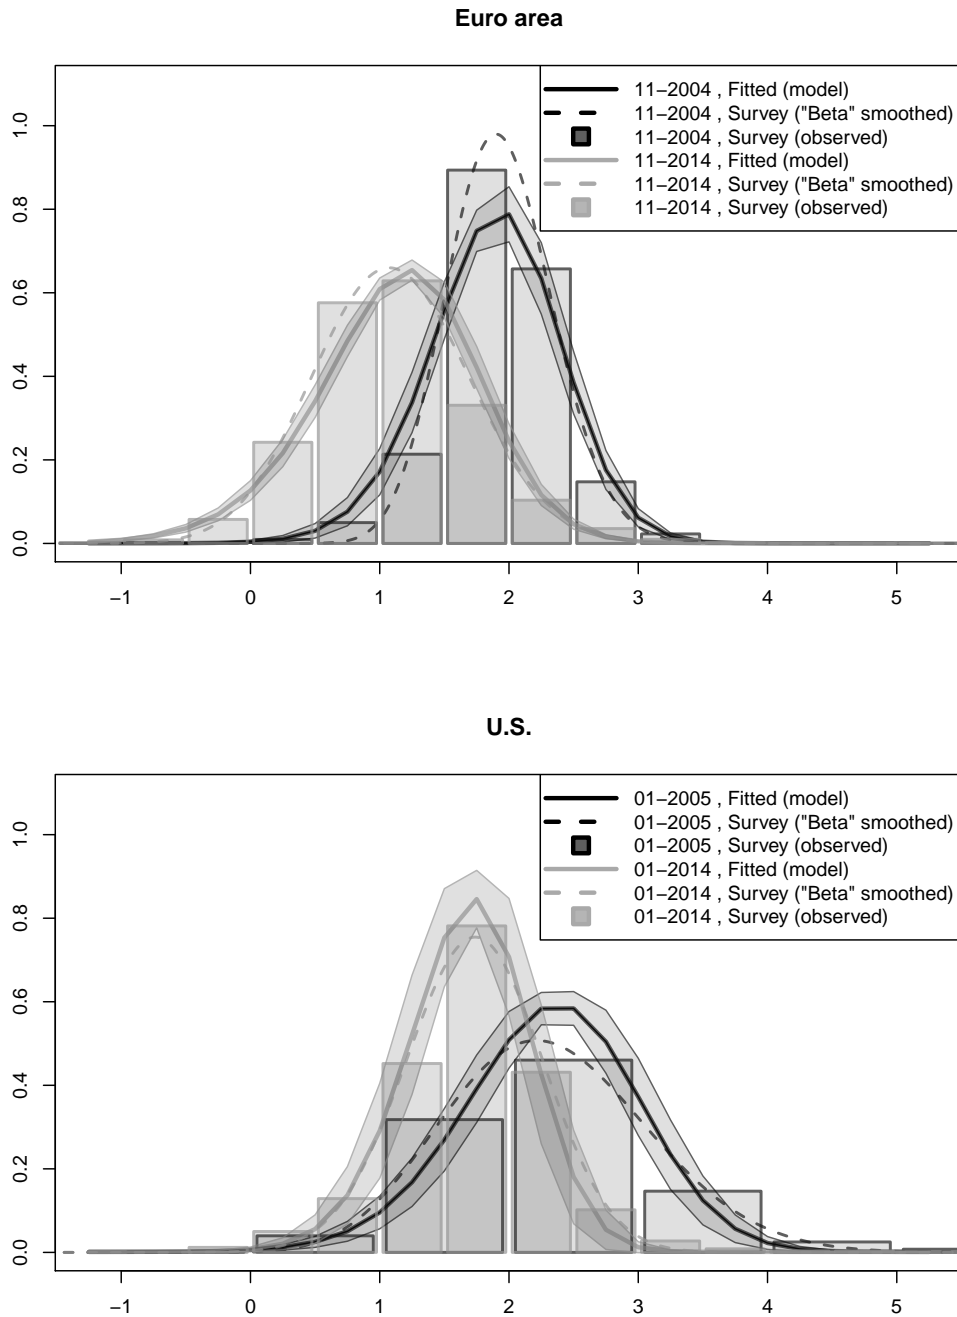 Euro area
11−2004 , Fitted (model)
11−2004 , Survey ("Beta" smoothed)
11−2004 , Survey (observed)
11−2014 , Fitted (model)
11−2014 , Survey ("Beta" smoothed)
11−2014 , Survey (observed)
1.0
0.8
0.6
0.4
0.2
0.0
−1 0 1 2 3 4 5
U.S.
01−2005 , Fitted (model)
01−2005 , Survey ("Beta" smoothed)
01−2005 , Survey (observed)
01−2014 , Fitted (model)
01−2014 , Survey ("Beta" smoothed)
01−2014 , Survey (observed)
1.0
0.8
0.6
0.4
0.2
0.0
−1 0 1 2 3 4 5